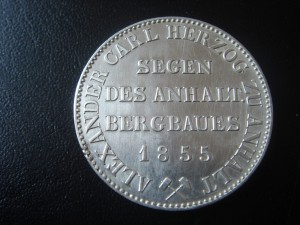 ALEXANDER CARL HERZOG ZU ANHALT
SEGEN
DES ANHALT.
BERGBAUES
1855